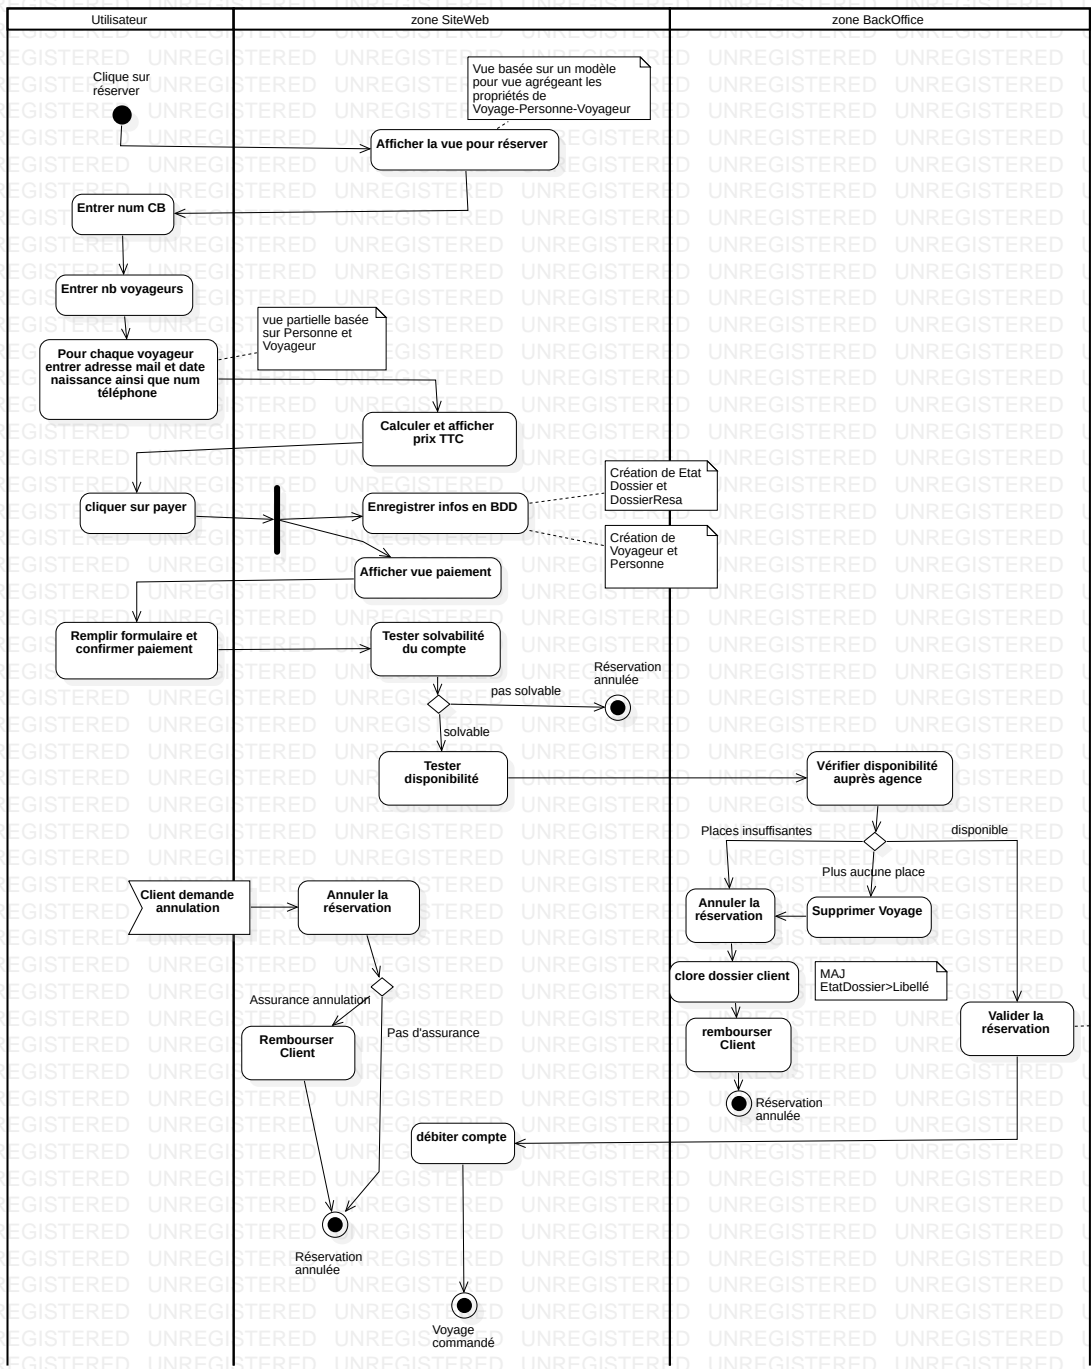 Utilisateur
zone SiteWeb
zone BackOffice
Clique sur
réserver
Vue basée sur un modèle
pour vue agrégeant les
propriétés de
Voyage-Personne-Voyageur
Afficher la vue pour réserver
Entrer num CB
Entrer nb voyageurs
vue partielle basée
sur Personne et
Voyageur
Pour chaque voyageur
entrer adresse mail et date
naissance ainsi que num
téléphone
Calculer et afficher
prix TTC
Création de Etat
Dossier et
DossierResa
cliquer sur payer
Enregistrer infos en BDD
Création de
Voyageur et
Personne
Afficher vue paiement
Remplir formulaire et
confirmer paiement
Tester solvabilité
du compte
Réservation
annulée
pas solvable
solvable
Tester
disponibilité
Vérifier disponibilité
auprès agence
Places insuffisantes
disponible
Plus aucune place
Client demande
annulation
Annuler la
réservation
Annuler la
réservation
Supprimer Voyage
clore dossier client
MAJ
EtatDossier>Libellé
Assurance annulation
Pas d'assurance
Rembourser
Client
rembourser
Client
Valider la
réservation
Réservation
annulée
débiter compte
Réservation
annulée
Voyage
commandé
UNREGISTERED